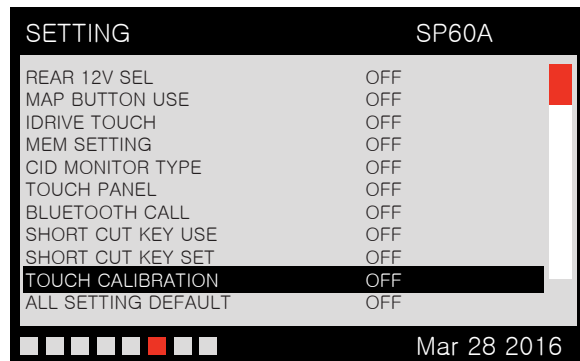 SETTING SP60A
REAR 12V SEL OFF
MAP BUTTON USE OFF
IDRIVE TOUCH OFF
MEM SETTING OFF
CID MONITOR TYPE OFF
TOUCH PANEL OFF
BLUETOOTH CALL OFF
SHORT CUT KEY USE OFF
SHORT CUT KEY SET OFF
TOUCH CALIBRATION OFF
ALL SETTING DEFAULT OFF
Mar 28 2016